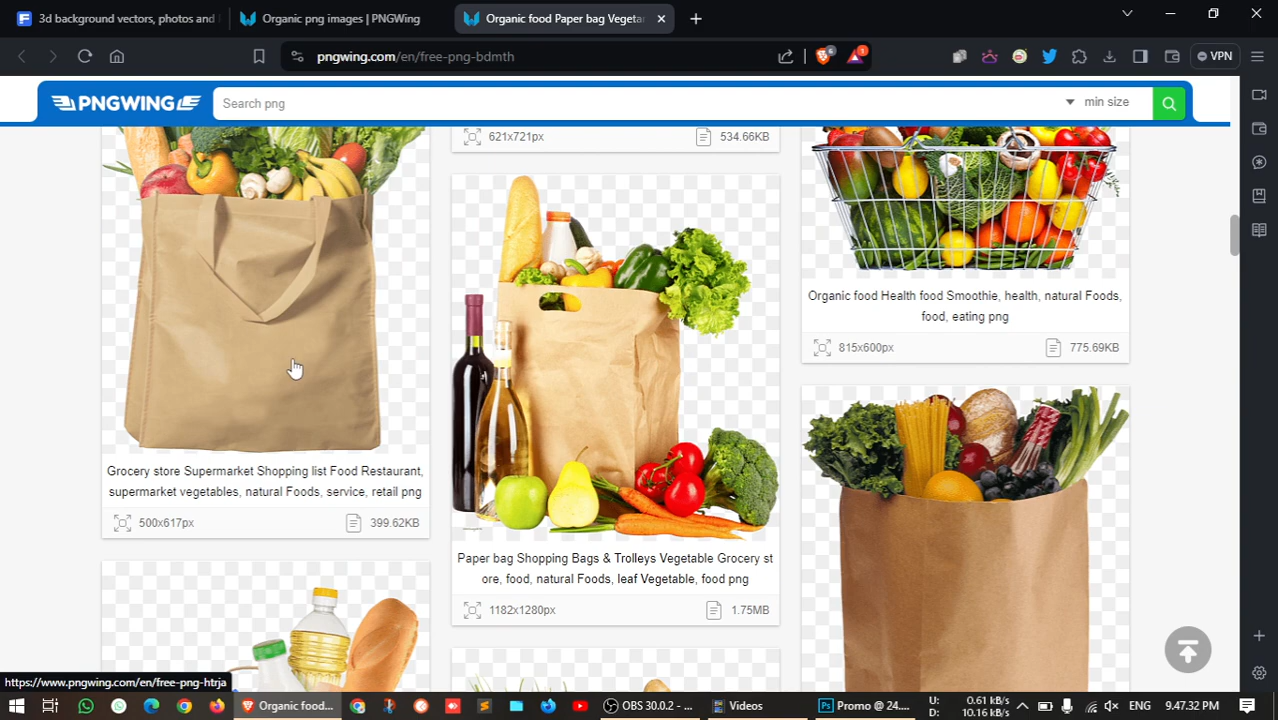 3d background vectors, photos and
Organic png images | PNGWing
Organic food Paper bag Vegetar
pngwing.com/en/free-png-bdmth
6
1
VPN
PNGWING
Search png
min size
621x721px
534.66KB
Organic food Health food Smoothie, health, natural Foods,
food, eating png
815x600px
775.69KB
Grocery store Supermarket Shopping list Food Restaurant,
supermarket vegetables, natural Foods, service, retail png
500x617px
399.62KB
Paper bag Shopping Bags & Trolleys Vegetable Grocery st
ore, food, natural Foods, leaf Vegetable, food png
1182x1280px
1.75MB
https://www.pngwing.com/en/free-png-htrja
Organic food...
OBS 30.0.2 - ...
Videos
Promo @ 24....
U: 0.61 kB/s
D: 10.16 kB/s
ENG
9.47.32 PM